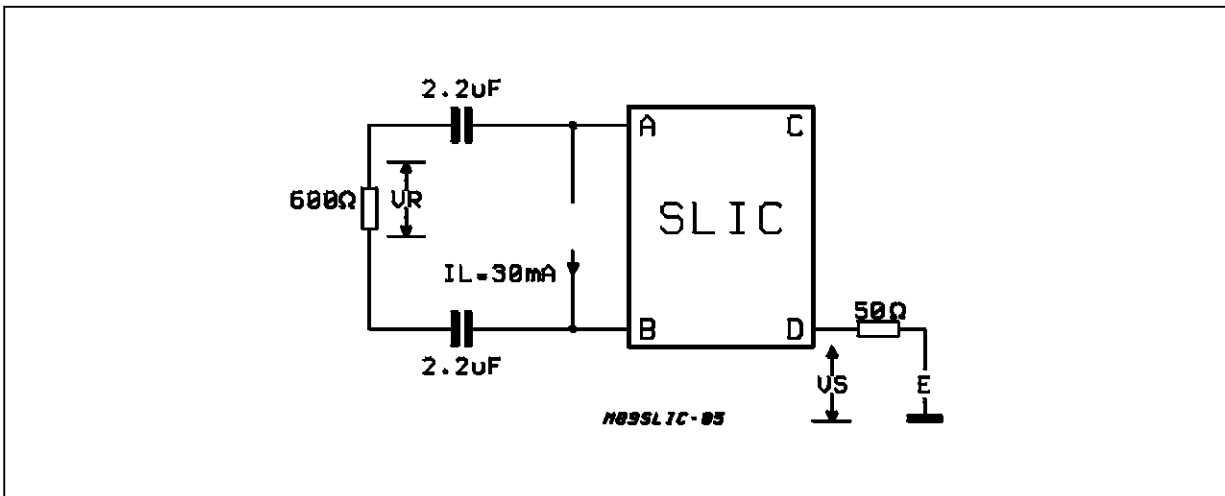 2.2uF
A
C
600Ω
VR
SLIC
IL=30mA
50Ω
B
D
2.2uF
VS
E
M89SLIC-05